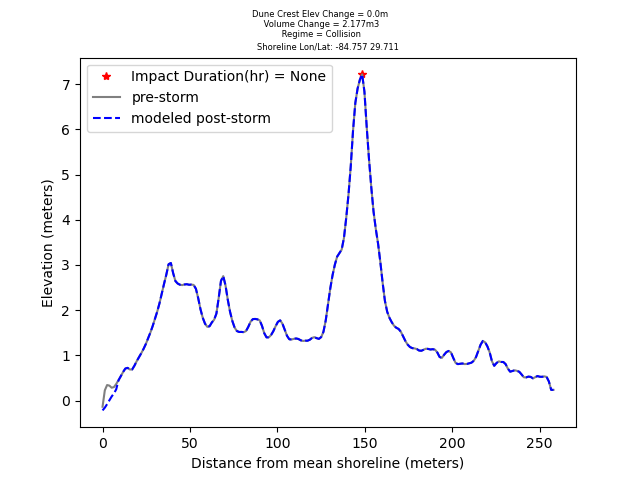 Dune Crest Elev Change = 0.0m
Volume Change = 2.177m3
Regime = Collision
Shoreline Lon/Lat: -84.757 29.711
Impact Duration(hr) = None
pre-storm
modeled post-storm
7
6
5
4
3
2
1
0
Elevation (meters)
0 50 100 150 200 250
Distance from mean shoreline (meters)